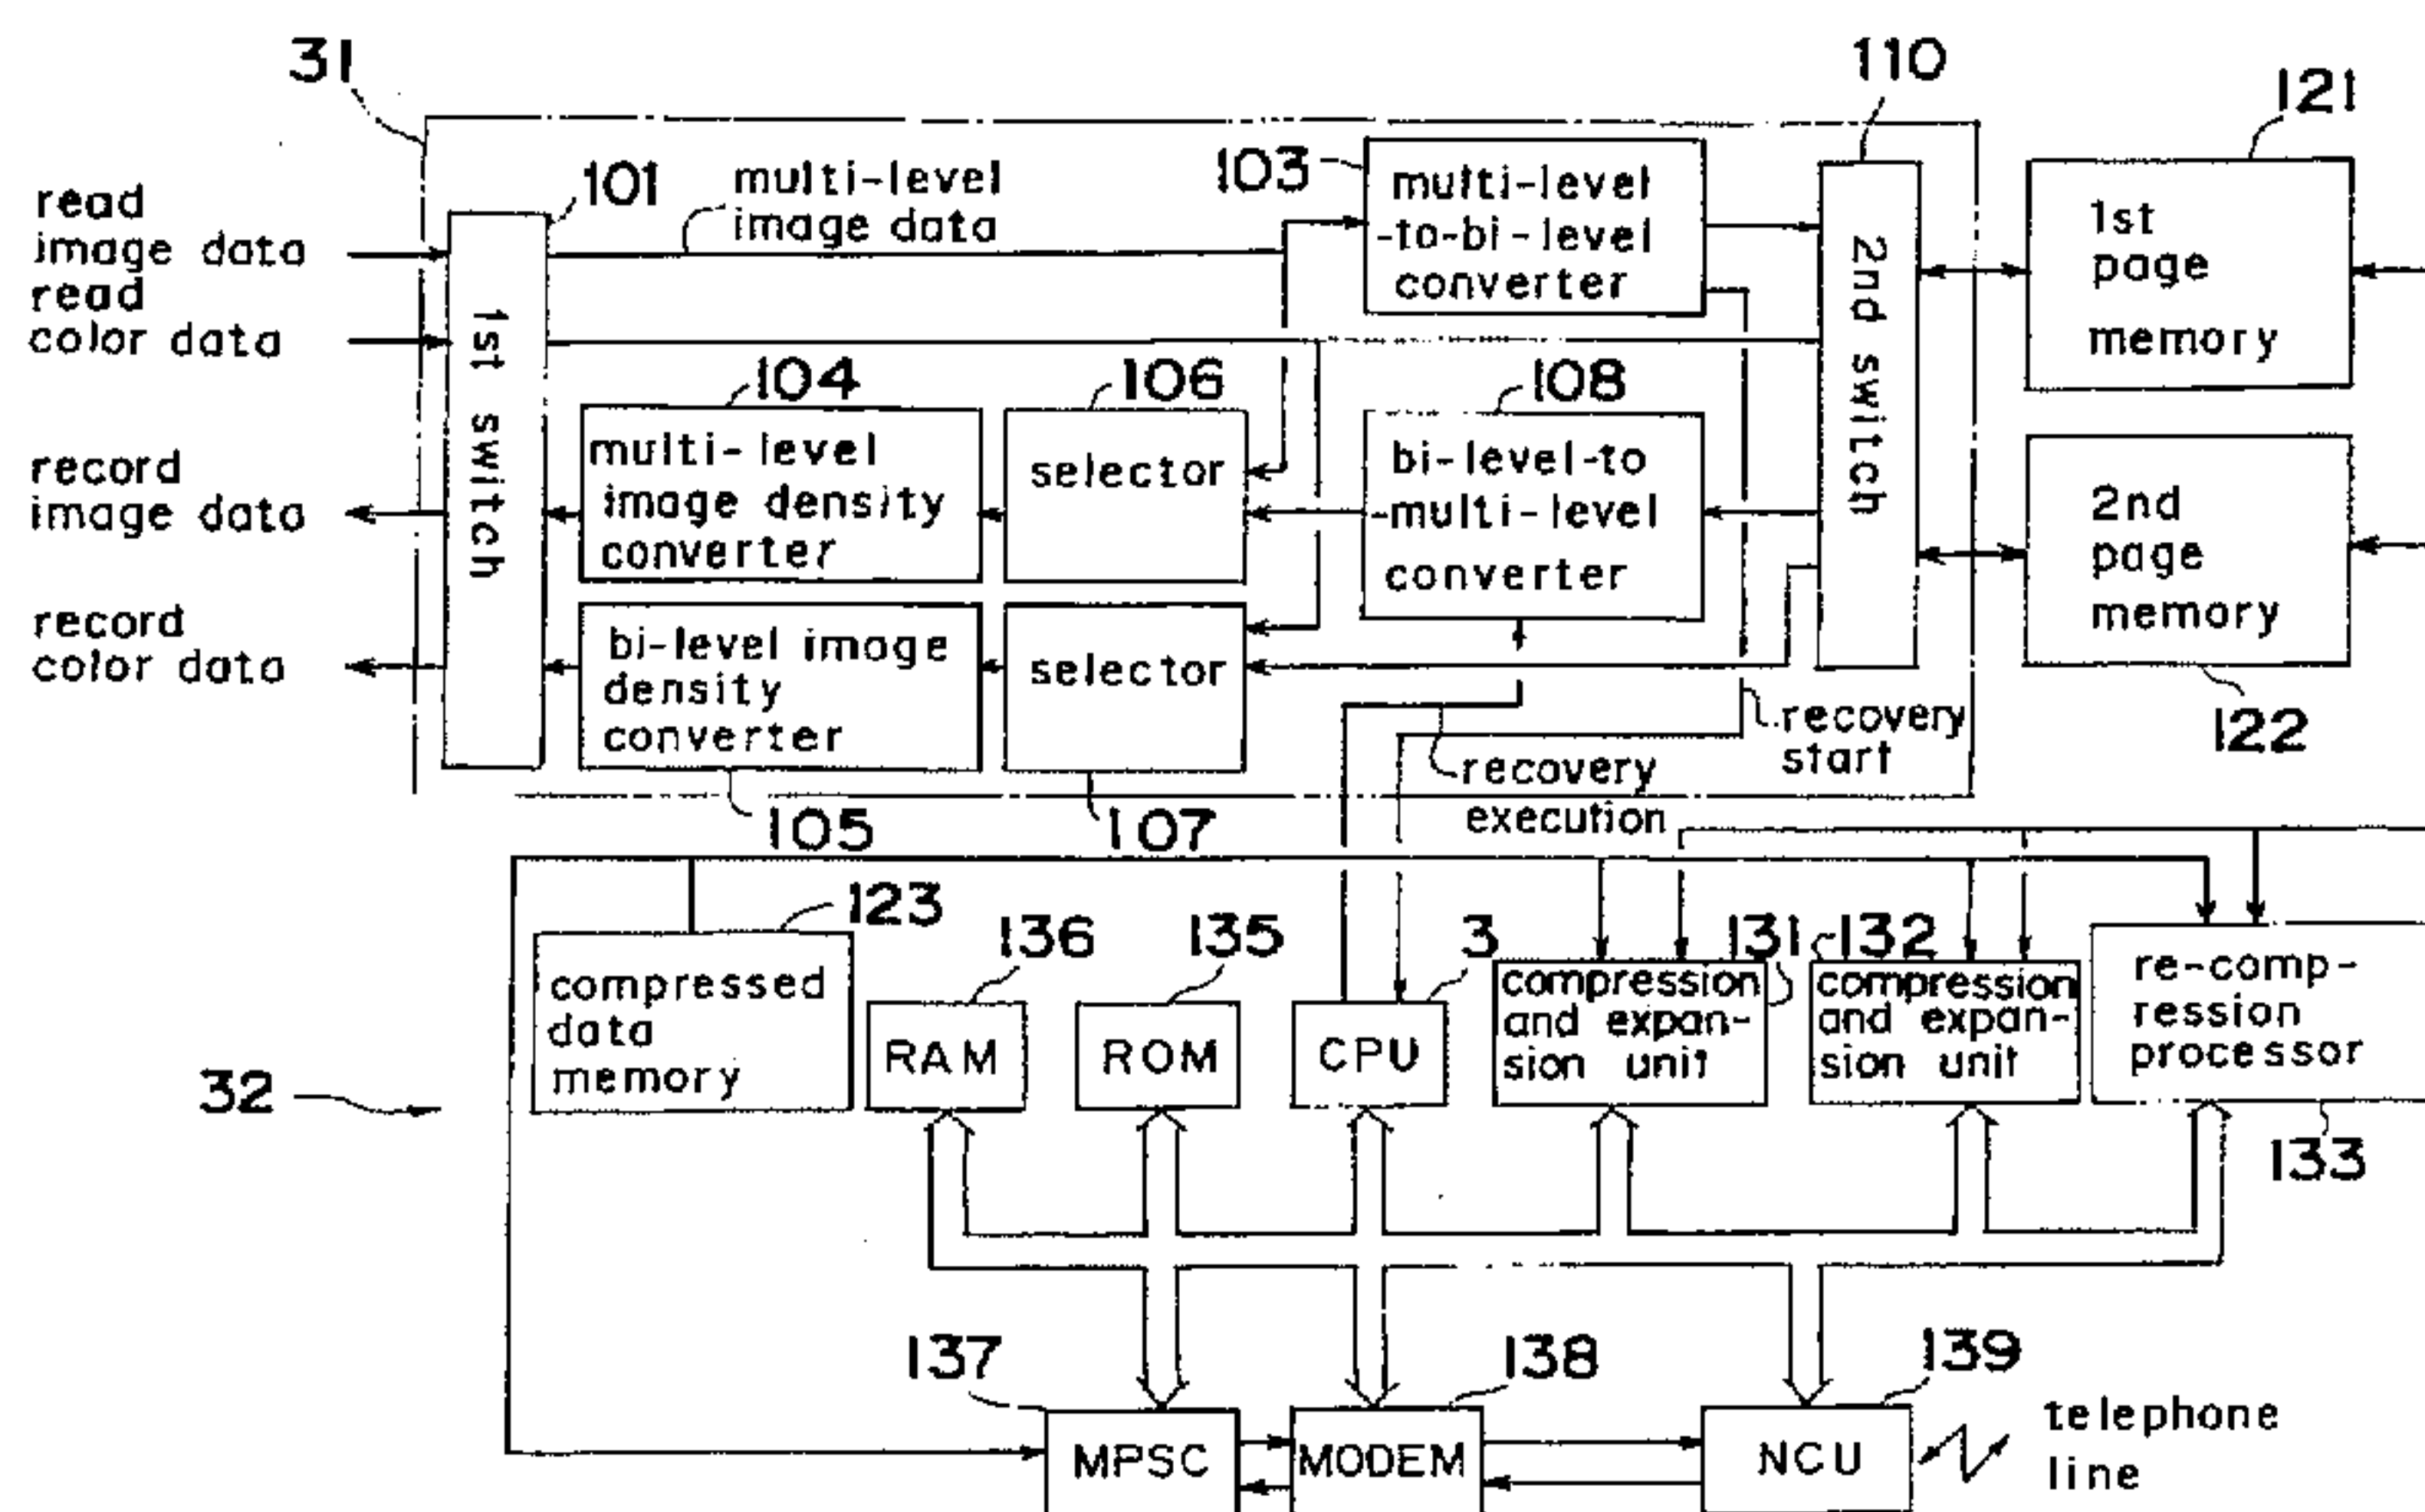 31
110
121
101
multi-level
image data
103
multi-level
-to-bi-level
converter
read
image data
read
color data
1st
page
memory
1st switch
2nd switch
104
106
108
record
image data
multi-level
image density
converter
selector
bi-level-to
-multi-level
converter
2nd
page
memory
record
color data
bi-level image
density
converter
selector
recovery
start
122
recovery
execution
105
107
123
136
135
3
131
132
compressed
data
memory
RAM
ROM
CPU
compression
and expan-
sion unit
compression
and expan-
sion unit
re-comp-
ression
processor
32
133
137
138
139
MPSC
MODEM
NCU
telephone
line